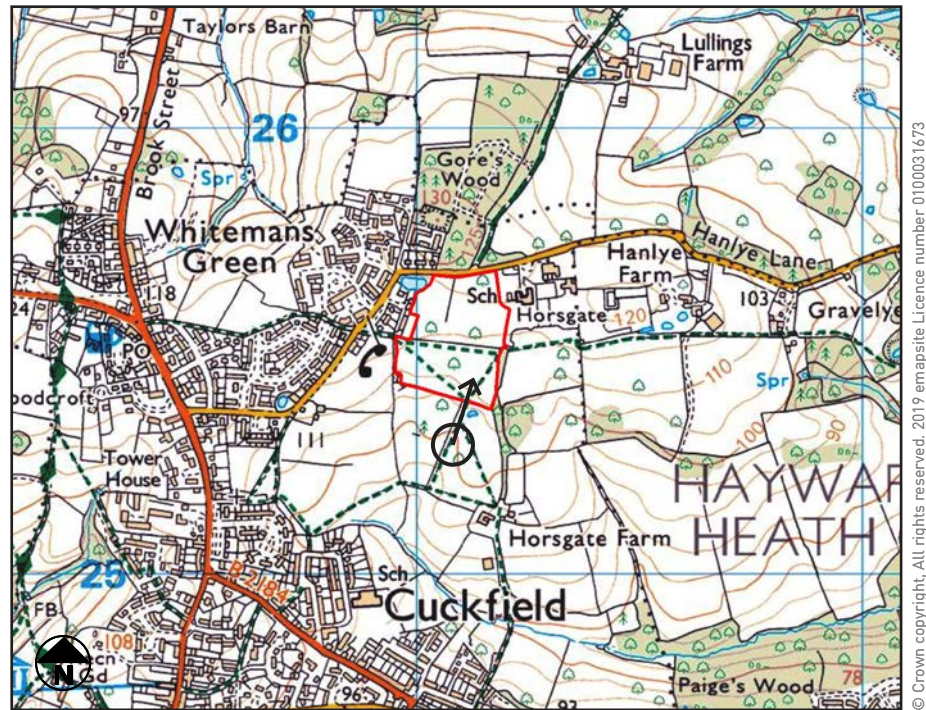 Taylors Barn
Lullings
Farm
97
Brook Street
26
Spr
Gore's
Wood
130
125
Whitemans
Green
Hanlye Lane
Hanlye
Farm
118
Sch
Horsgate
120
103
Gravelye
24
PO
110
Spr
oodcroft
111
100
90
Tower
House
HAYWAR
HEATH
Horsgate Farm
25
B2184
Sch
Cuckfield
FB
108
N
Gd
96
Paige's Wood
78
92
© Crown copyright, All rights reserved. 2019 emapsite Licence number 0100031673